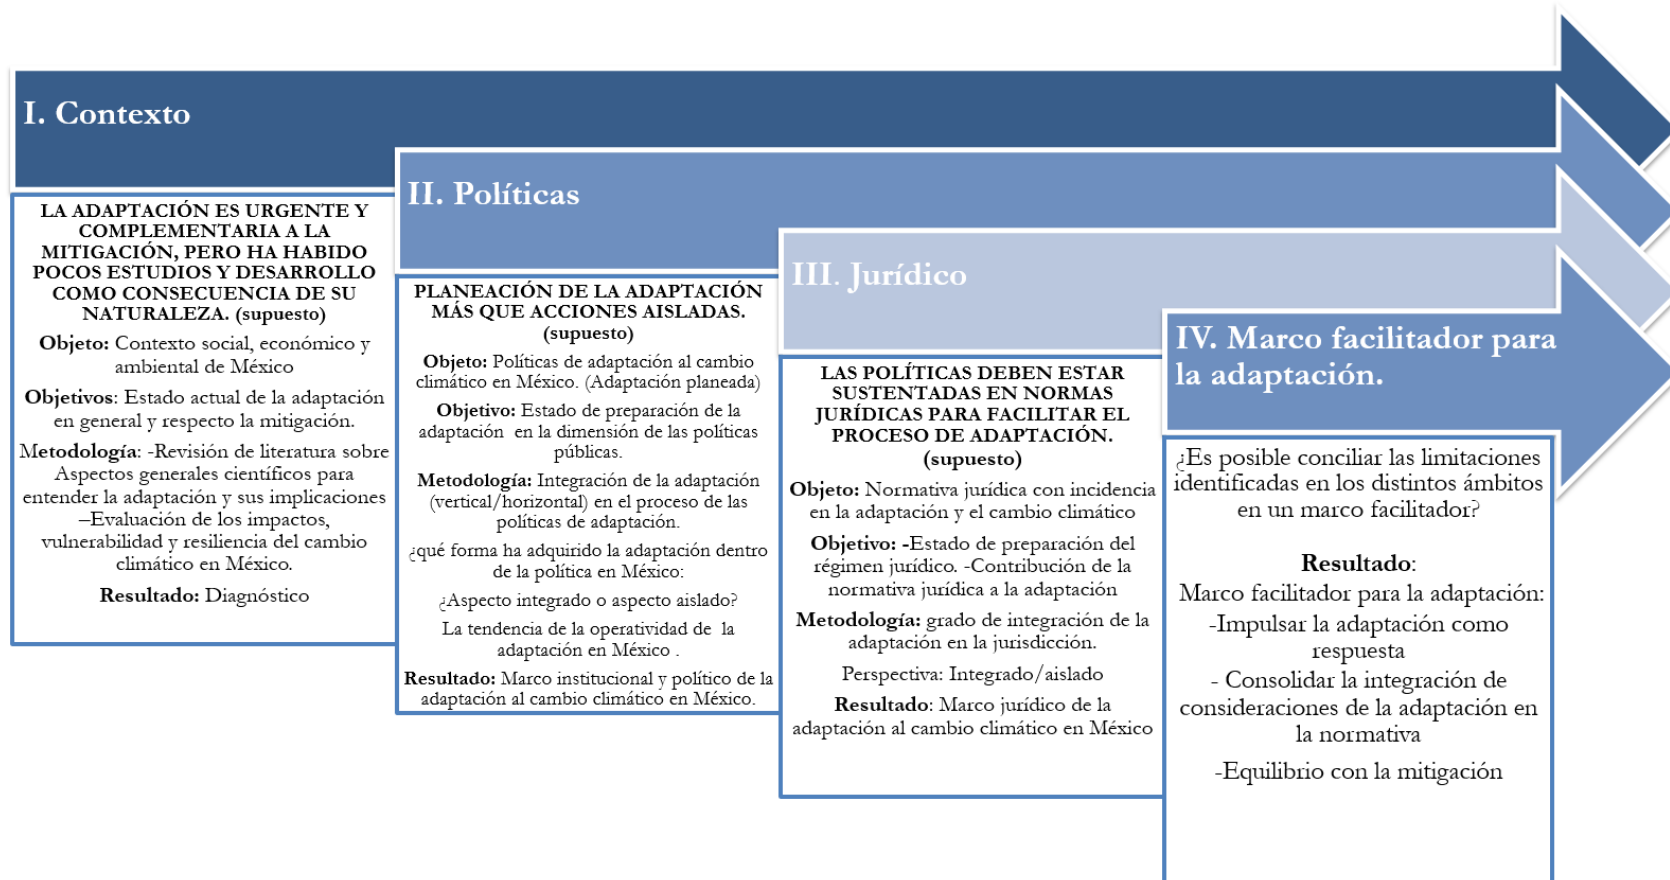 I. Contexto
LA ADAPTACIÓN ES URGENTE Y
COMPLEMENTARIA A LA
MITIGACIÓN, PERO HA HABIDO
POCOS ESTUDIOS Y DESARROLLO
COMO CONSECUENCIA DE SU
NATURALEZA. (supuesto)
Objeto: Contexto social, económico y
ambiental de México
Objetivos: Estado actual de la adaptación
en general y respecto la mitigación.
Metodología: -Revisión de literatura sobre
Aspectos generales científicos para
entender la adaptación y sus implicaciones
–Evaluación de los impactos,
vulnerabilidad y resiliencia del cambio
climático en México.
Resultado: Diagnóstico
II. Políticas
PLANEACIÓN DE LA ADAPTACIÓN
MÁS QUE ACCIONES AISLADAS.
(supuesto)
Objeto: Políticas de adaptación al cambio
climático en México. (Adaptación planeada)
Objetivo: Estado de preparación de la
adaptación en la dimensión de las políticas
públicas.
Metodología: Integración de la adaptación
(vertical/horizontal) en el proceso de las
políticas de adaptación.
¿qué forma ha adquirido la adaptación dentro
de la política en México:
¿Aspecto integrado o aspecto aislado?
La tendencia de la operatividad de la
adaptación en México .
Resultado: Marco institucional y político de la
adaptación al cambio climático en México.
III. Jurídico
LAS POLÍTICAS DEBEN ESTAR
SUSTENTADAS EN NORMAS
JURÍDICAS PARA FACILITAR EL
PROCESO DE ADAPTACIÓN.
(supuesto)
Objeto: Normativa jurídica con incidencia
en la adaptación y el cambio climático
Objetivo: -Estado de preparación del
régimen jurídico. -Contribución de la
normativa jurídica a la adaptación
Metodología: grado de integración de la
adaptación en la jurisdicción.
Perspectiva: Integrado/aislado
Resultado: Marco jurídico de la
adaptación al cambio climático en México
IV. Marco facilitador para
la adaptación.
¿Es posible conciliar las limitaciones
identificadas en los distintos ámbitos
en un marco facilitador?
Resultado:
Marco facilitador para la adaptación:
-Impulsar la adaptación como
respuesta
- Consolidar la integración de
consideraciones de la adaptación en
la normativa
-Equilibrio con la mitigación